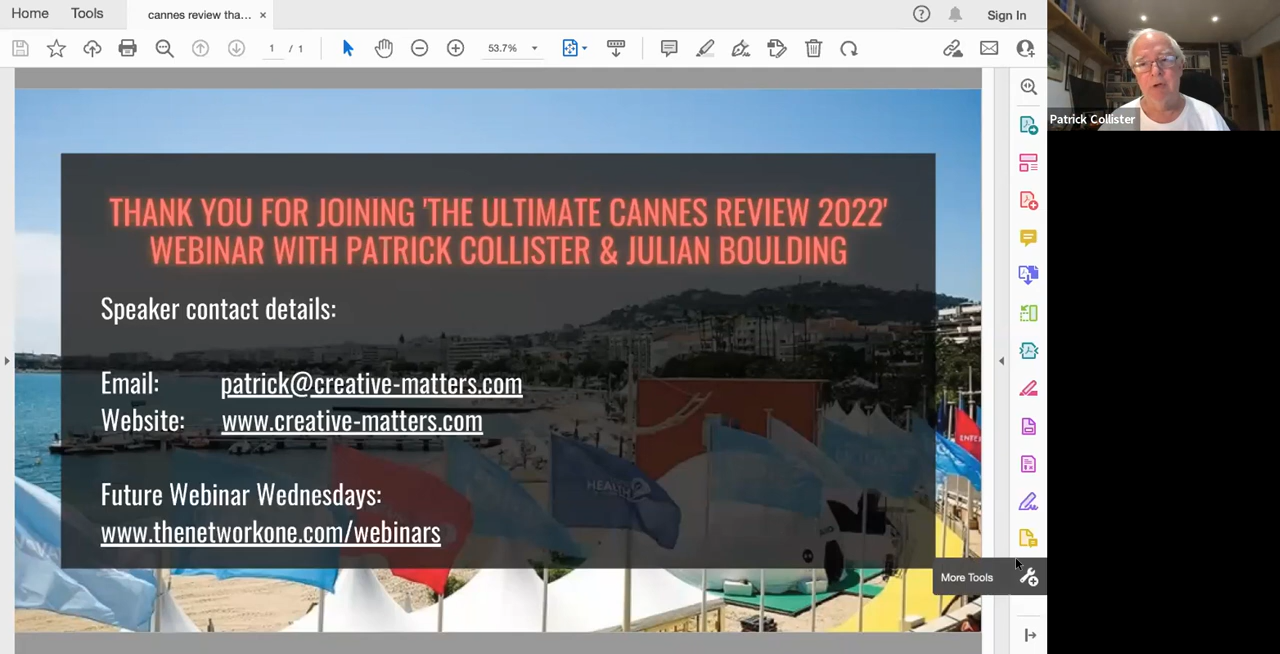 Home Tools cannes review tha... × Sign In
1 / 1 53.7%
Patrick Collister
THANK YOU FOR JOINING 'THE ULTIMATE CANNES REVIEW 2022'
WEBINAR WITH PATRICK COLLISTER & JULIAN BOULDING
Speaker contact details:
Email: patrick@creative-matters.com
Website: www.creative-matters.com
Future Webinar Wednesdays:
www.thenetworkone.com/webinars
HEALTH
More Tools